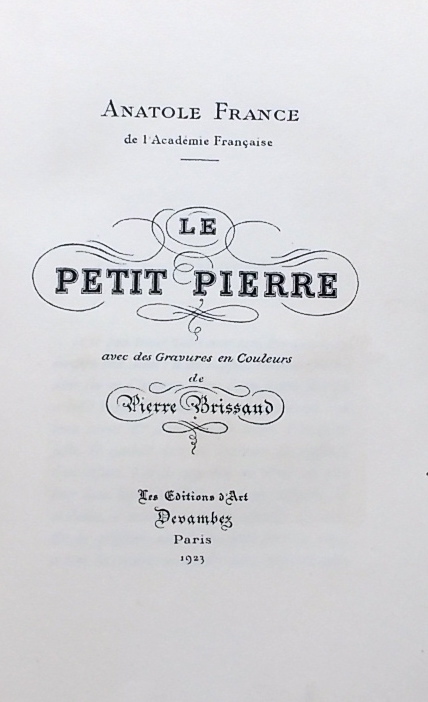 ANATOLE FRANCE
de l'Académie Française
LE
PETIT PIERRE
avec des Gravures en Couleurs
de
Pierre Brissaud
Les Editions d'Art
Devambez
Paris
1923